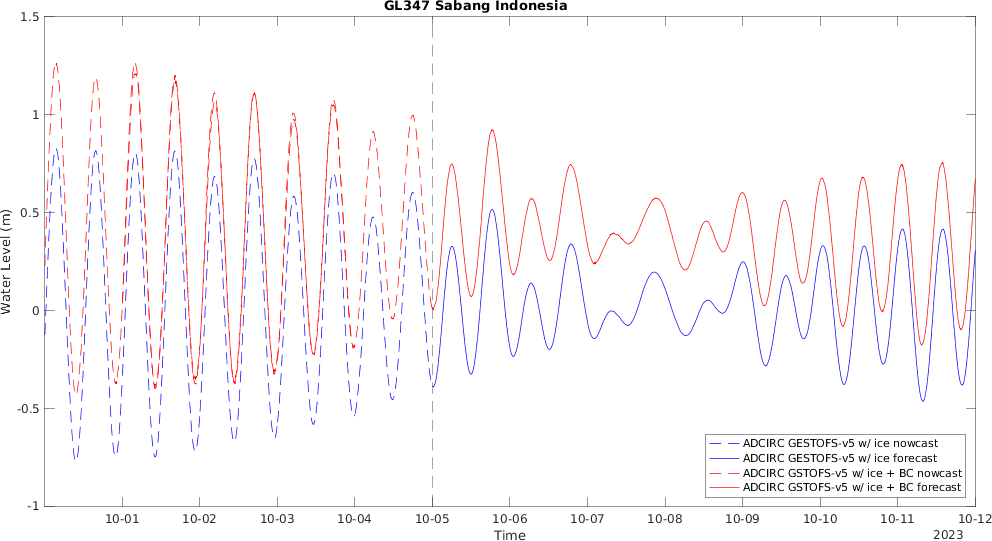 GL347 Sabang Indonesia
1.5
1
0.5
0
-0.5
-1
Water Level (m)
10-01 10-02 10-03 10-04 10-05 10-06 10-07 10-08 10-09 10-10 10-11 10-12
Time
2023
ADCIRC GESTOFS-v5 w/ ice nowcast
ADCIRC GESTOFS-v5 w/ ice forecast
ADCIRC GSTOFS-v5 w/ ice + BC nowcast
ADCIRC GSTOFS-v5 w/ ice + BC forecast